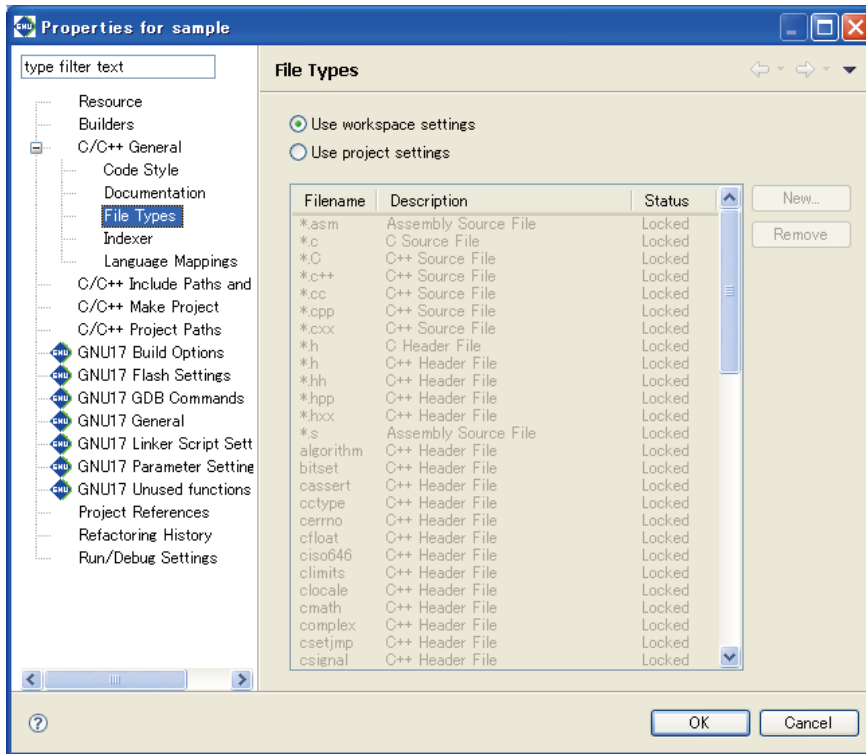 Properties for sample
type filter text
Resource
Builders
C/C++ General
Code Style
Documentation
File Types
Indexer
Language Mappings
C/C++ Include Paths and
C/C++ Make Project
C/C++ Project Paths
GNU17 Build Options
GNU17 Flash Settings
GNU17 GDB Commands
GNU17 General
GNU17 Linker Script Sett
GNU17 Parameter Setting
GNU17 Unused functions
Project References
Refactoring History
Run/Debug Settings
File Types
Use workspace settings
Use project settings
Filename Description Status
*.asm Assembly Source File Locked
*.c C Source File Locked
*.C C++ Source File Locked
*.c++ C++ Source File Locked
*.cc C++ Source File Locked
*.cpp C++ Source File Locked
*.cxx C++ Source File Locked
*.h C Header File Locked
*.h C++ Header File Locked
*.hh C++ Header File Locked
*.hpp C++ Header File Locked
*.hxx C++ Header File Locked
*.s Assembly Source File Locked
algorithm C++ Header File Locked
bitset C++ Header File Locked
cassert C++ Header File Locked
cctype C++ Header File Locked
cerrno C++ Header File Locked
cfloat C++ Header File Locked
ciso646 C++ Header File Locked
climits C++ Header File Locked
clocale C++ Header File Locked
cmath C++ Header File Locked
complex C++ Header File Locked
csetjmp C++ Header File Locked
csignal C++ Header File Locked
New...
Remove
OK Cancel